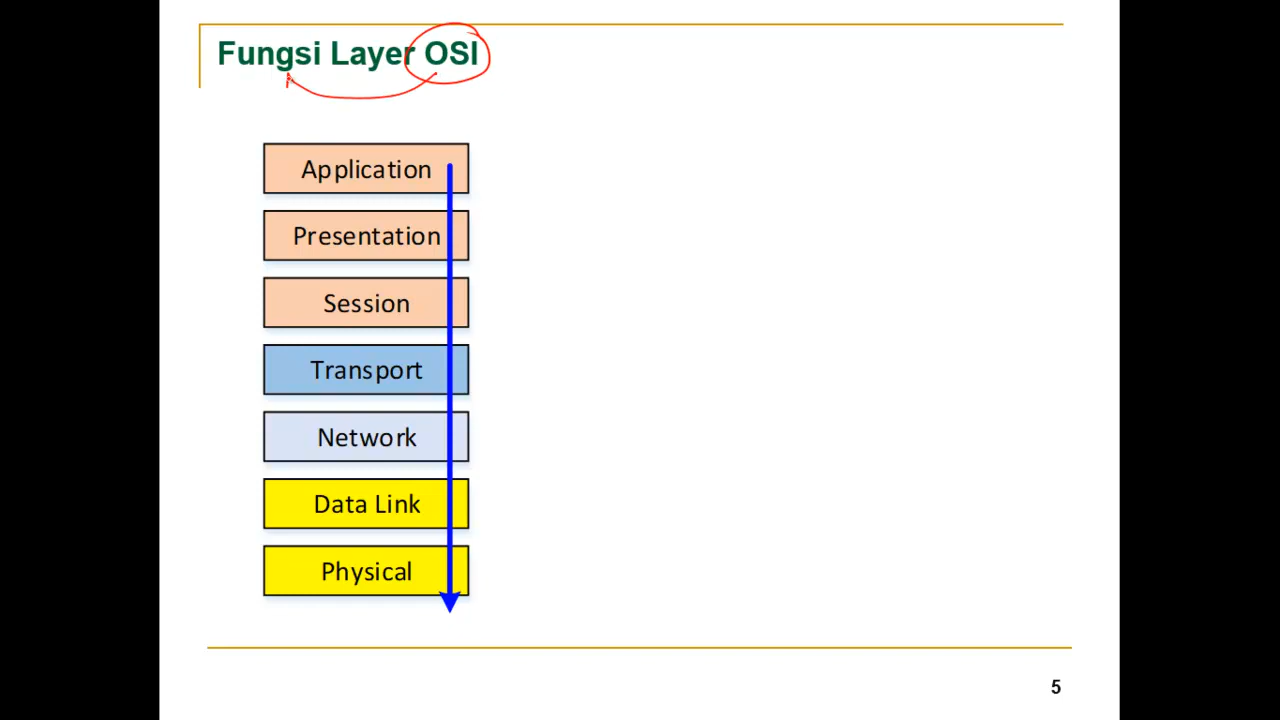 Fungsi Layer OSI
Application
Presentation
Session
Transport
Network
Data Link
Physical
5